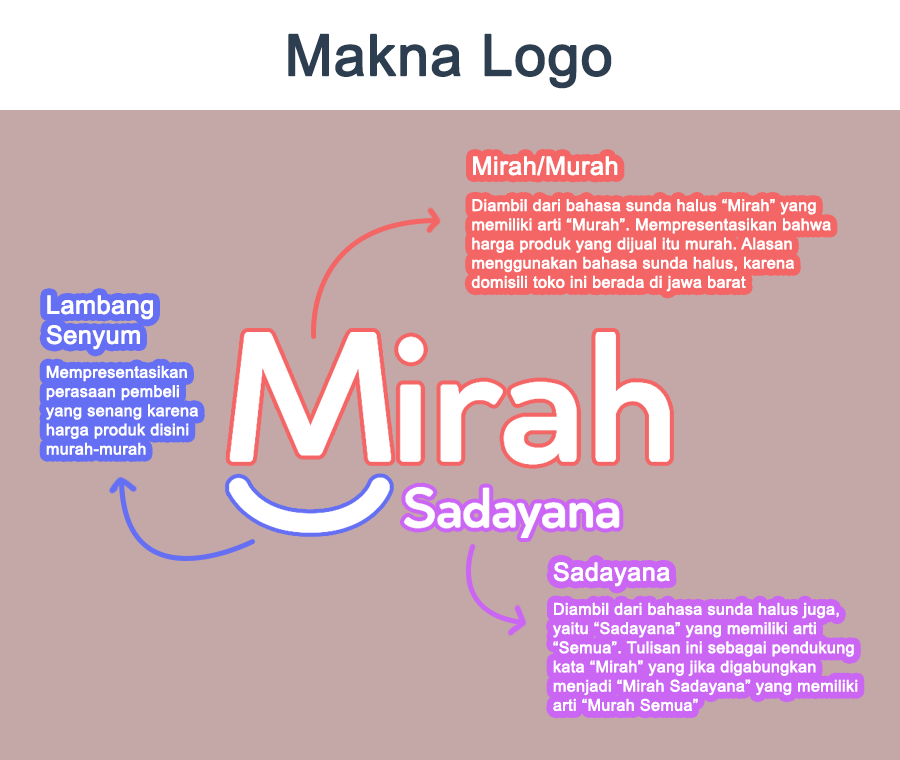 Makna Logo
Mirah/Murah
Diambil dari bahasa sunda halus “Mirah” yang
memiliki arti “Murah”. Mempresentasikan bahwa
harga produk yang dijual itu murah. Alasan
menggunakan bahasa sunda halus, karena
domisili toko ini berada di jawa barat
Lambang
Senyum
Mempresentasikan
perasaan pembeli
yang senang karena
harga produk disini
murah-murah
Mirah
Sadayana
Sadayana
Diambil dari bahasa sunda halus juga,
yaitu “Sadayana” yang memiliki arti
“Semua”. Tulisan ini sebagai pendukung
kata “Mirah” yang jika digabungkan
menjadi “Mirah Sadayana” yang memiliki
arti “Murah Semua”